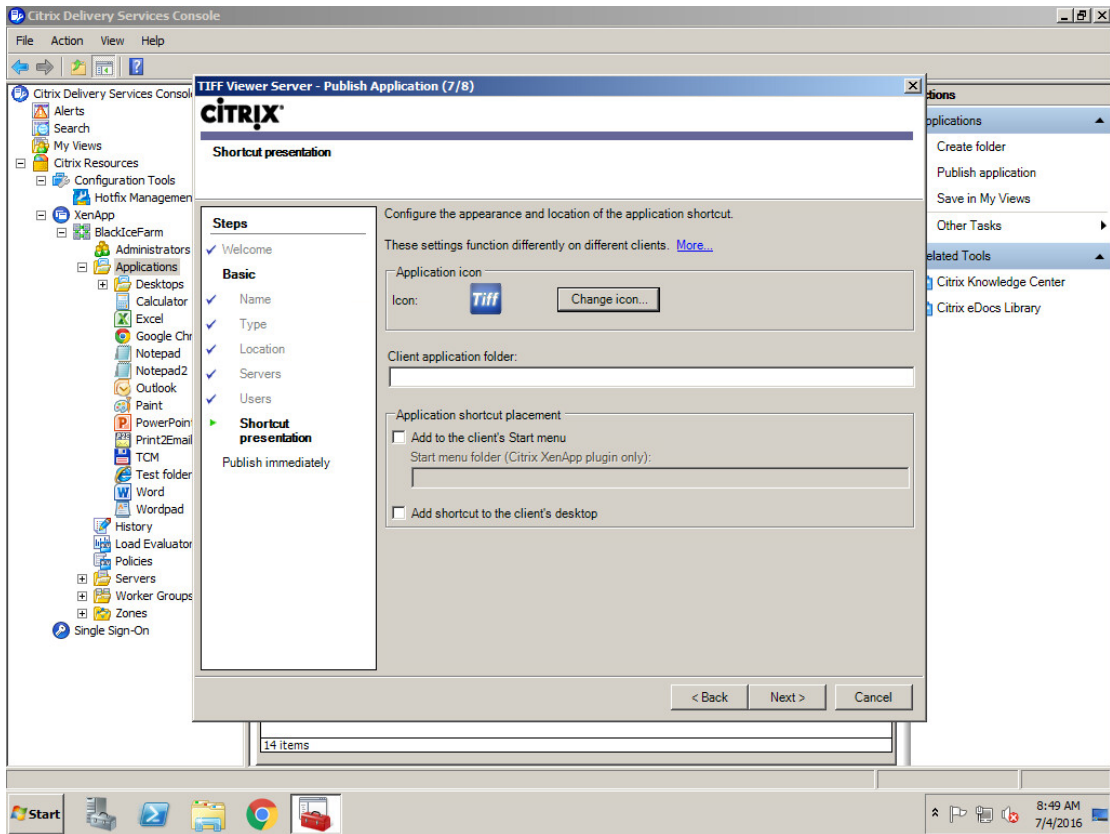 Citrix Delivery Services Console
File Action View Help
Citrix Delivery Services Consol
Alerts
Search
My Views
Citrix Resources
Configuration Tools
Hotfix Managemen
XenApp
BlackIceFarm
Administrators
Applications
Desktops
Calculator
Excel
Google Chr
Notepad
Notepad2
Outlook
Paint
PowerPoin
Print2Email
TCM
Test folder
Word
Wordpad
History
Load Evaluator
Policies
Servers
Worker Groups
Zones
Single Sign-On
TIFF Viewer Server - Publish Application (7/8)
CITRIX
Shortcut presentation
Steps
Welcome
Basic
Name
Type
Location
Servers
Users
Shortcut
presentation
Publish immediately
Configure the appearance and location of the application shortcut.
These settings function differently on different clients. More...
Application icon
Icon: Tiff Change icon...
Client application folder:
Application shortcut placement
Add to the client's Start menu
Start menu folder (Citrix XenApp plugin only):
Add shortcut to the client's desktop
< Back Next > Cancel
14 items
ctions
pplications
Create folder
Publish application
Save in My Views
Other Tasks
elated Tools
Citrix Knowledge Center
Citrix eDocs Library
Start
8:49 AM
7/4/2016